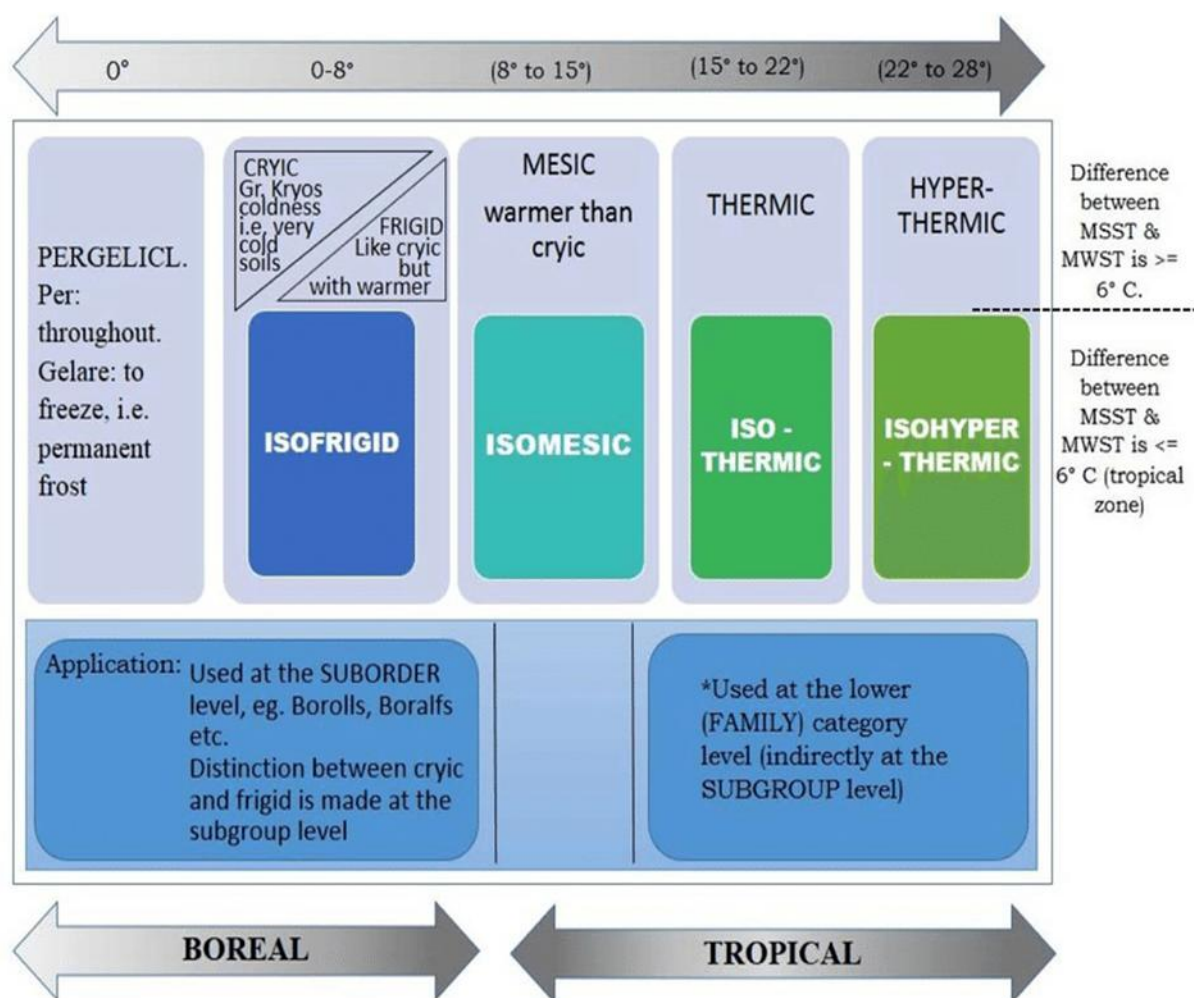 0°
0-8°
(8° to 15°)
(15° to 22°)
(22° to 28°)
PERGELICL.
Per:
throughout.
Gelare: to
freeze, i.e.
permanent
frost
CRYIC
Gr, Kryos
coldness
i.e, very
cold
soils
FRIGID
Like cryic
but
with warmer
MESIC
warmer than
cryic
THERMIC
HYPER-
THERMIC
Difference
between
MSST &
MWST is >=
6° C.
ISOFRIGID
ISOMESIC
ISO -
THERMIC
ISOHYPER
- THERMIC
Difference
between
MSST &
MWST is <=
6° C (tropical
zone)
Application:
Used at the SUBORDER
level, eg. Borolls, Boralfs
etc.
Distinction between cryic
and frigid is made at the
subgroup level
*Used at the lower
(FAMILY) category
level (indirectly at the
SUBGROUP level)
BOREAL
TROPICAL